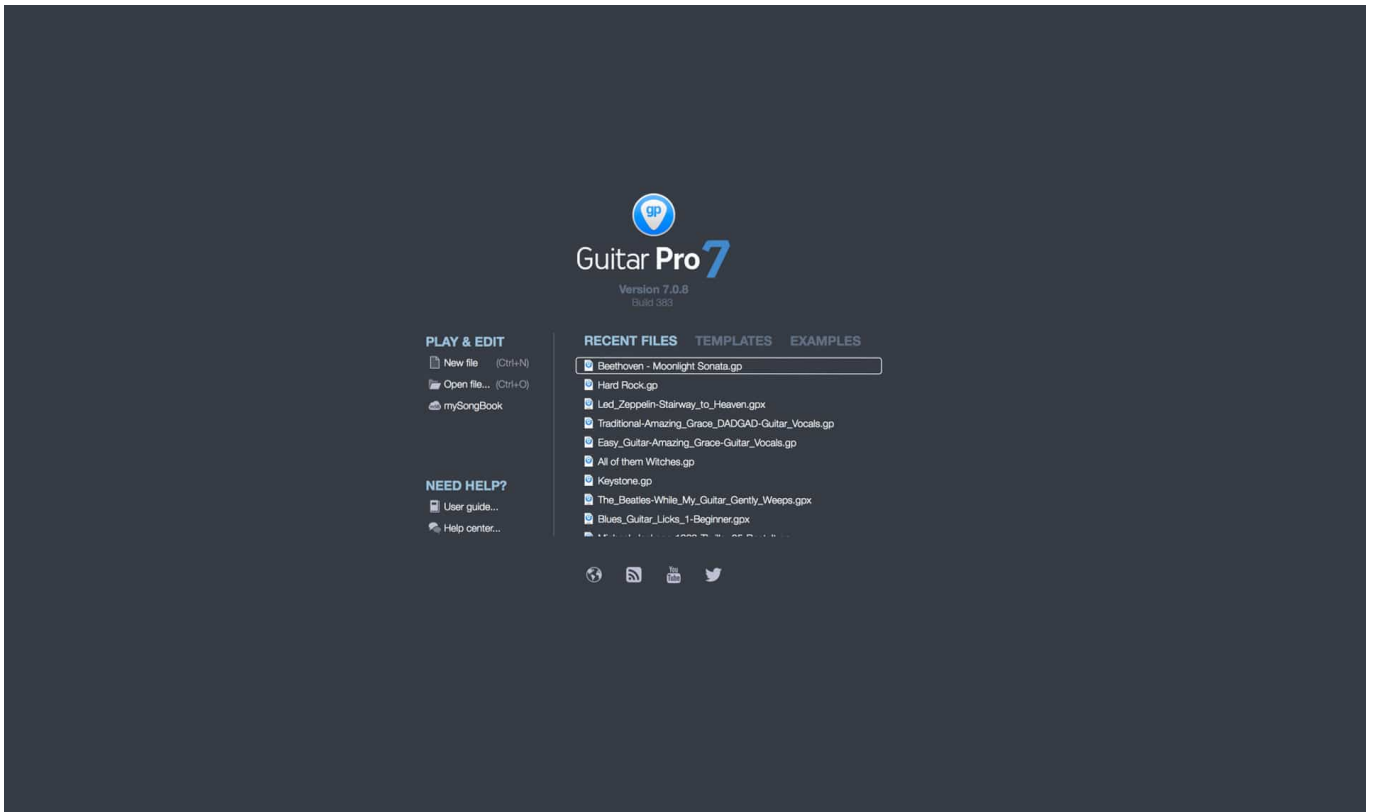 gp
Guitar Pro 7
Version 7.0.8
Build 383
PLAY & EDIT
New file (Ctrl+N)
Open file... (Ctrl+O)
mySongBook
NEED HELP?
User guide...
Help center...
RECENT FILES TEMPLATES EXAMPLES
Beethoven - Moonlight Sonata.gp
Hard Rock.gp
Led_Zeppelin-Stairway_to_Heaven.gpx
Traditional-Amazing_Grace_DADGAD-Guitar_Vocals.gp
Easy_Guitar-Amazing_Grace-Guitar_Vocals.gp
All of them Witches.gp
Keystone.gp
The_Beatles-While_My_Guitar_Gently_Weeps.gpx
Blues_Guitar_Licks_1-Beginner.gpx
You
Tube